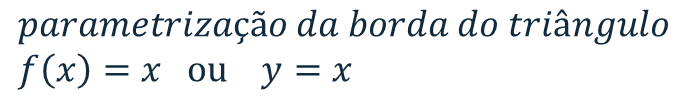 parametrização da borda do triângulo
f(x) = x ou y = x